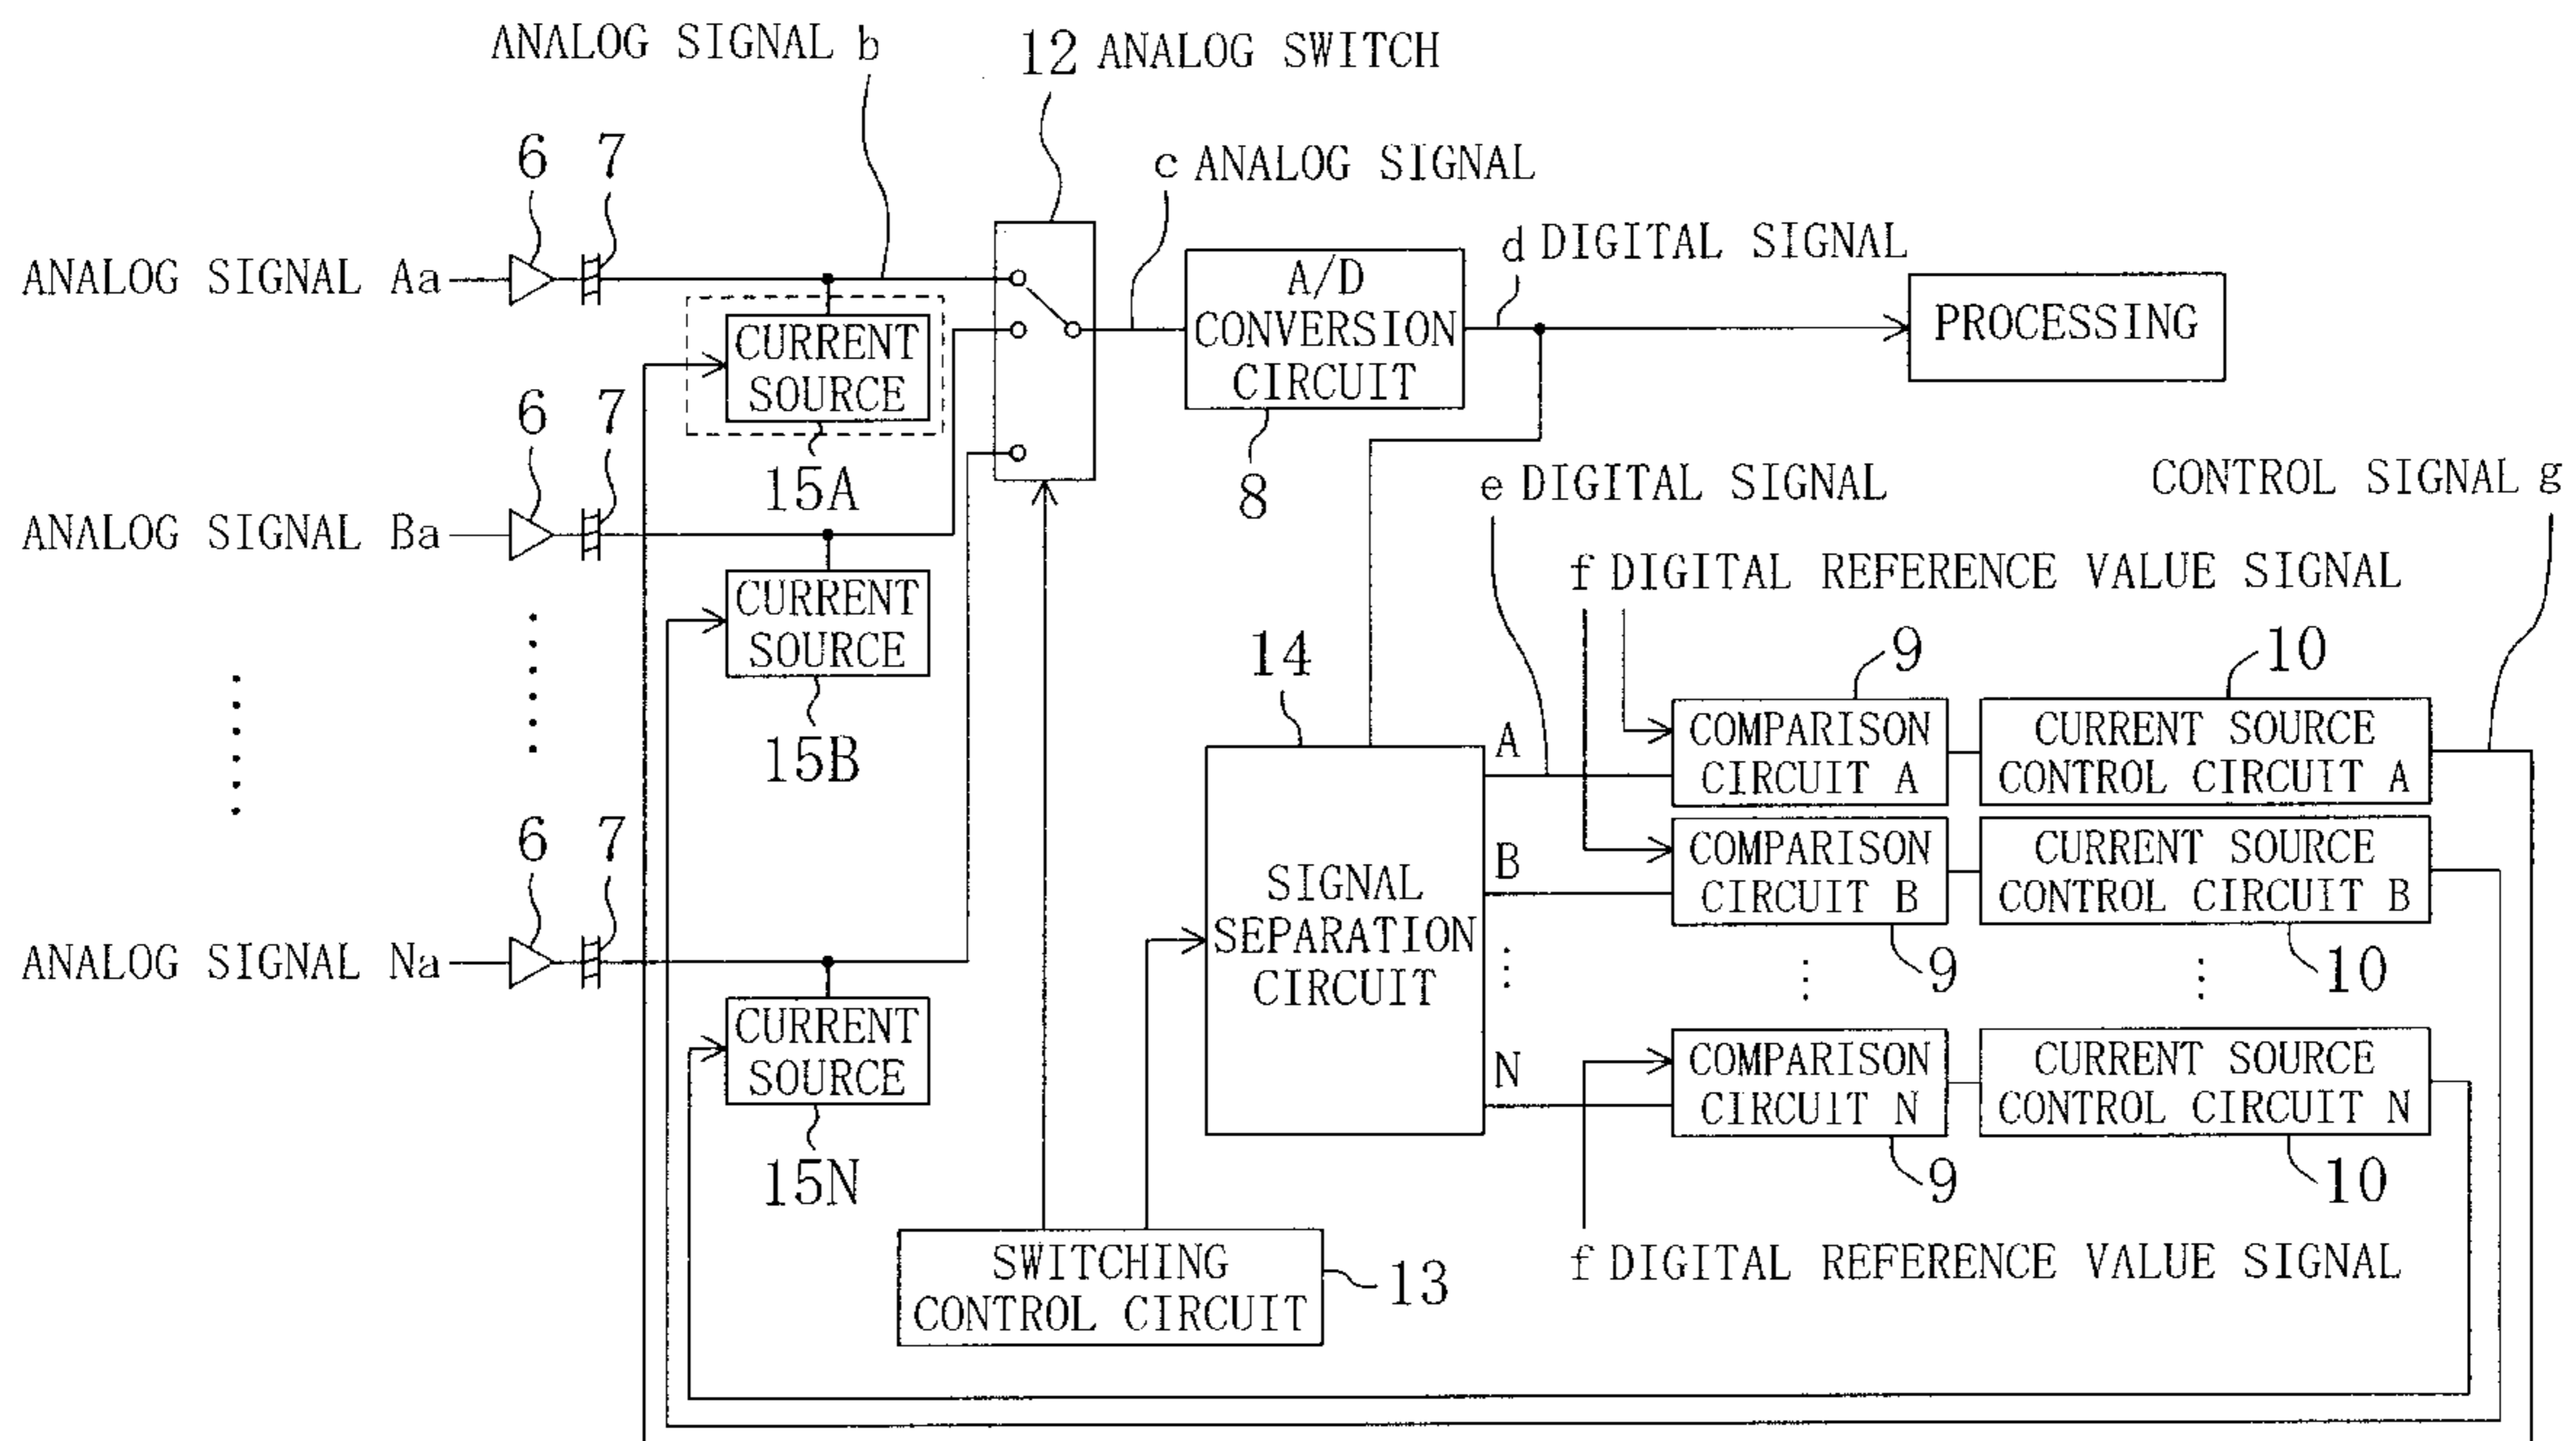 ANALOG SIGNAL b
12 ANALOG SWITCH
6
7
c ANALOG SIGNAL
ANALOG SIGNAL Aa
d DIGITAL SIGNAL
A/D
CONVERSION
CIRCUIT
8
PROCESSING
CURRENT
SOURCE
15A
6
7
ANALOG SIGNAL Ba
CURRENT
SOURCE
15B
e DIGITAL SIGNAL
CONTROL SIGNAL g
f DIGITAL REFERENCE VALUE SIGNAL
14
9
10
A
COMPARISON
CIRCUIT A
CURRENT SOURCE
CONTROL CIRCUIT A
B
COMPARISON
CIRCUIT B
CURRENT SOURCE
CONTROL CIRCUIT B
SIGNAL
SEPARATION
CIRCUIT
9
10
6
7
ANALOG SIGNAL Na
CURRENT
SOURCE
15N
N
COMPARISON
CIRCUIT N
CURRENT SOURCE
CONTROL CIRCUIT N
9
10
SWITCHING
CONTROL CIRCUIT
13
f DIGITAL REFERENCE VALUE SIGNAL